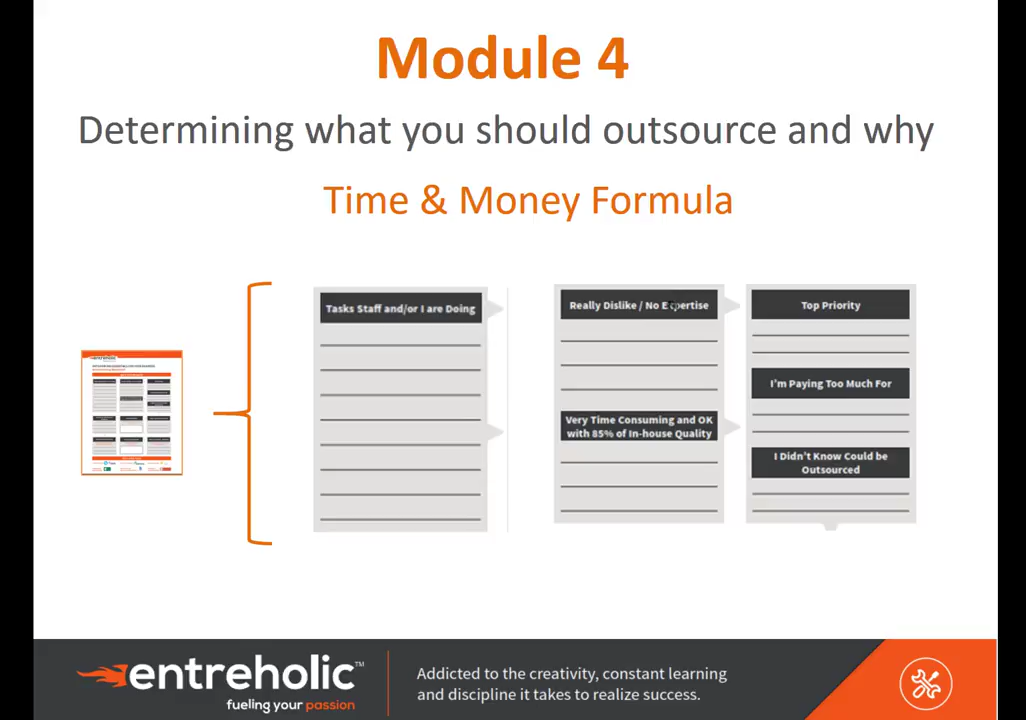 Module 4
Determining what you should outsource and why
Time & Money Formula
Tasks Staff and/or I are Doing
Really Dislike / No Expertise
Very Time Consuming and OK
with 85% of In-house Quality
Top Priority
I'm Paying Too Much For
I Didn't Know Could be
Outsourced
entreholic™
fueling your passion
Addicted to the creativity, constant learning
and discipline it takes to realize success.